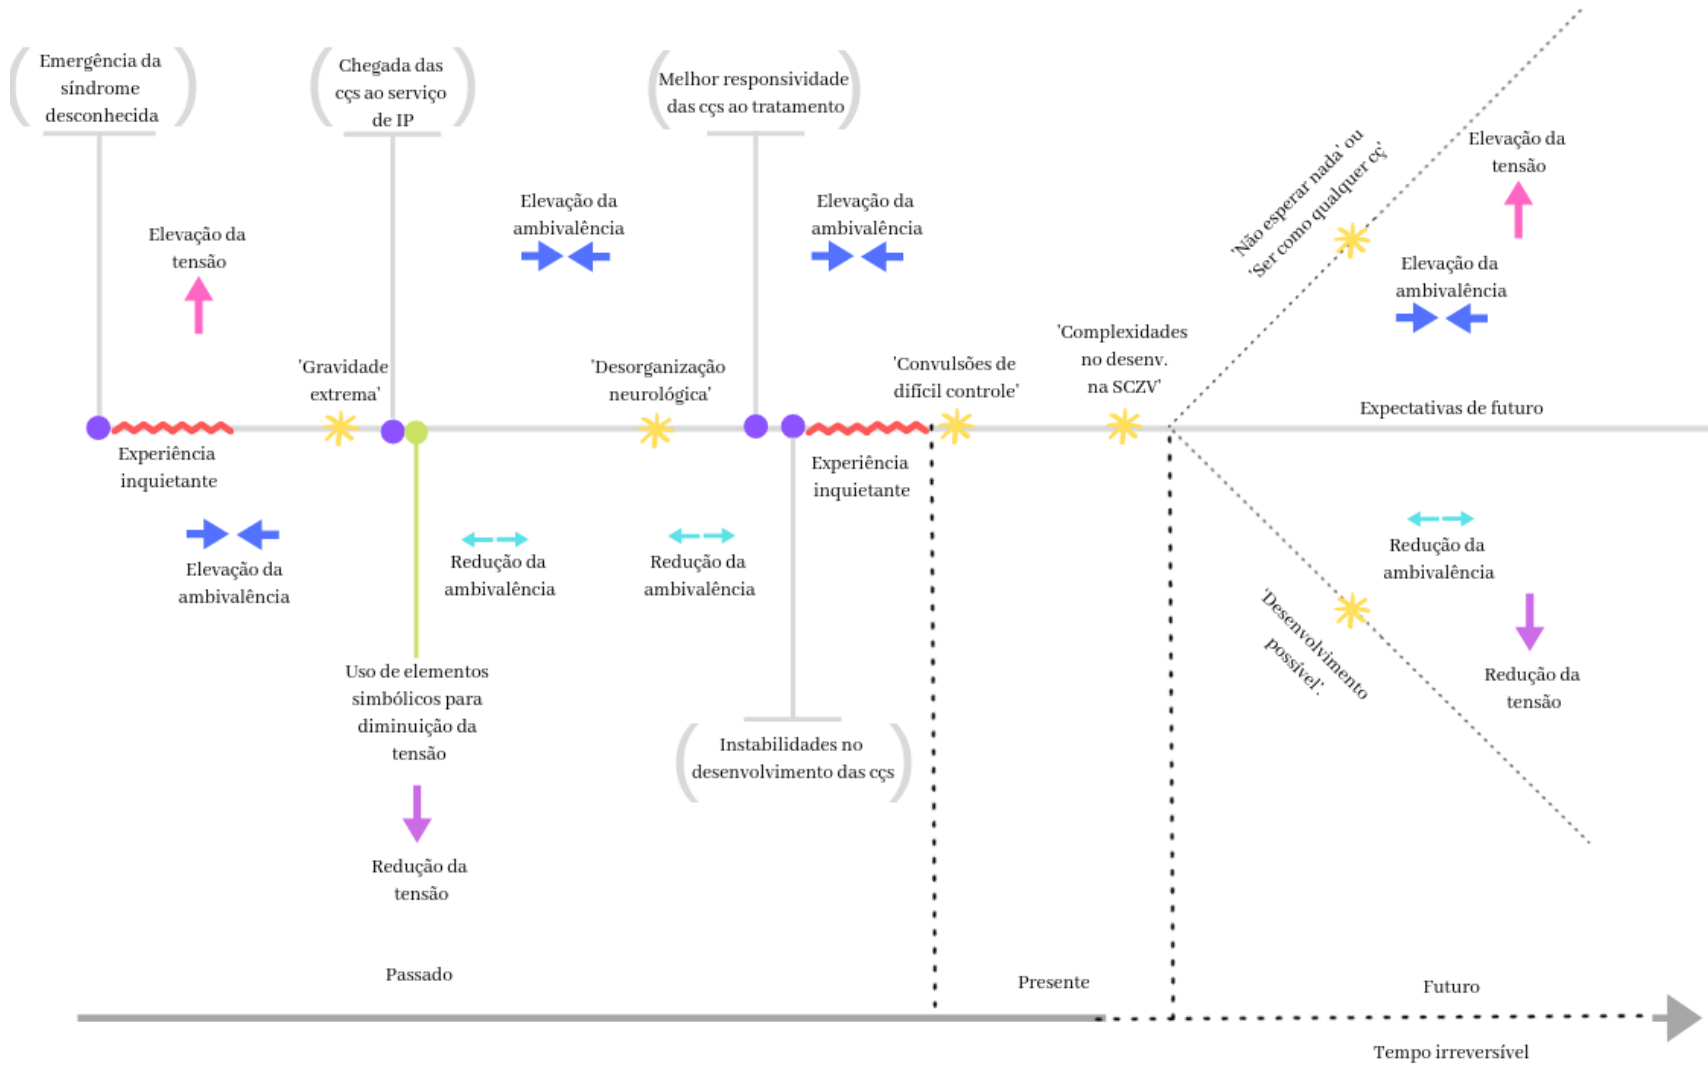 Emergência da
síndrome
desconhecida
Chegada das
cçs ao serviço
de IP
Melhor responsividade
das cçs ao tratamento
'Não esperar nada' ou
'Ser como qualquer cç'
Elevação da
tensão
Elevação da
tensão
Elevação da
ambivalência
Elevação da
ambivalência
Elevação da
ambivalência
'Gravidade
extrema'
'Desorganização
neurológica'
'Convulsões de
difícil controle'
'Complexidades
no desenv.
na SCZV'
Expectativas de futuro
Experiência
inquietante
Experiência
inquietante
Elevação da
ambivalência
Redução da
ambivalência
Redução da
ambivalência
Redução da
ambivalência
'Desenvolvimento
possível'.
Redução da
tensão
Uso de elementos
simbólicos para
diminuição da
tensão
Instabilidades no
desenvolvimento das cçs
Redução da
tensão
Passado
Presente
Futuro
Tempo irreversível